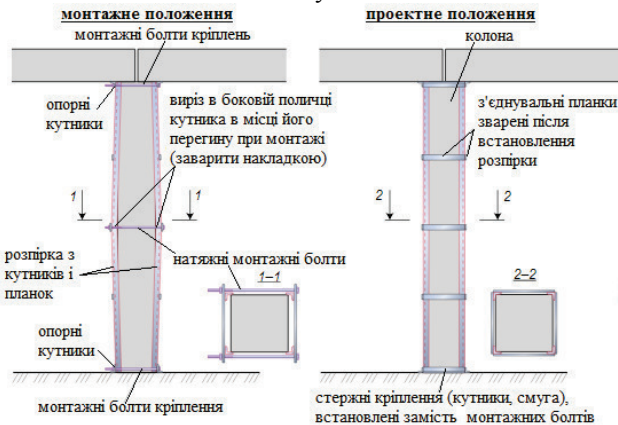 монтажне положення
монтажні болти кріплень
опорні
кутники
виріз в боковій поличці
кутника в місці його
перегину при монтажі
(заварити накладкою)
1
1
розпірка з
кутників і
планок
натяжні монтажні болти
1–1
опорні
кутники
монтажні болти кріплення
проектне положення
колона
з'єднувальні планки
зварені після
встановлення
розпірки
2
2
2–2
стержні кріплення (кутники, смуга),
встановлені замість монтажних болтів